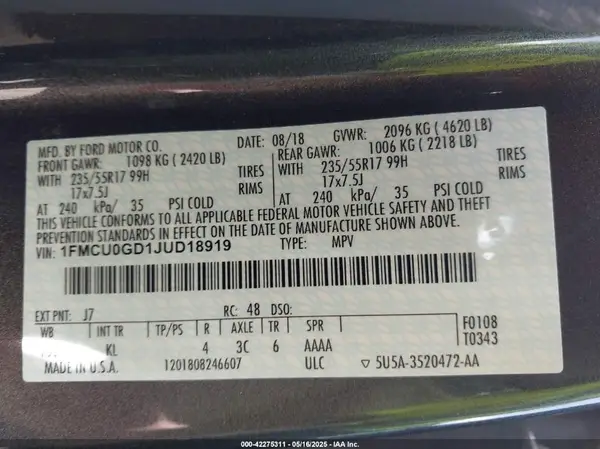 MFD. BY FORD MOTOR CO.
DATE: 08/18 GVWR: 2096 KG ( 4620 LB)
FRONT GAWR: 1098 KG ( 2420 LB)
REAR GAWR: 1006 KG ( 2218 LB)
WITH 235/55R17 99H TIRES
WITH 235/55R17 99H TIRES
17x7.5J RIMS
17x7.5J RIMS
AT 240 kPa/ 35 PSI COLD
AT 240 kPa/ 35 PSI COLD
THIS VEHICLE CONFORMS TO ALL APPLICABLE FEDERAL MOTOR VEHICLE SAFETY AND THEFT
PREVENTION STANDARDS IN EFFECT ON THE DATE OF MANUFACTURE SHOWN ABOVE.
VIN: 1FMCU0GD1JUD18919 TYPE: MPV
EXT PNT: J7 RC: 48 DSO:
WB INT TR TP/PS R AXLE TR SPR
KL 4 3C 6 AAAA
F0108
T0343
MADE IN U.S.A. 1201808246607 ULC ▽ 5U5A-3520472-AA
000-42275311 - 05/16/2025 - IAAI US